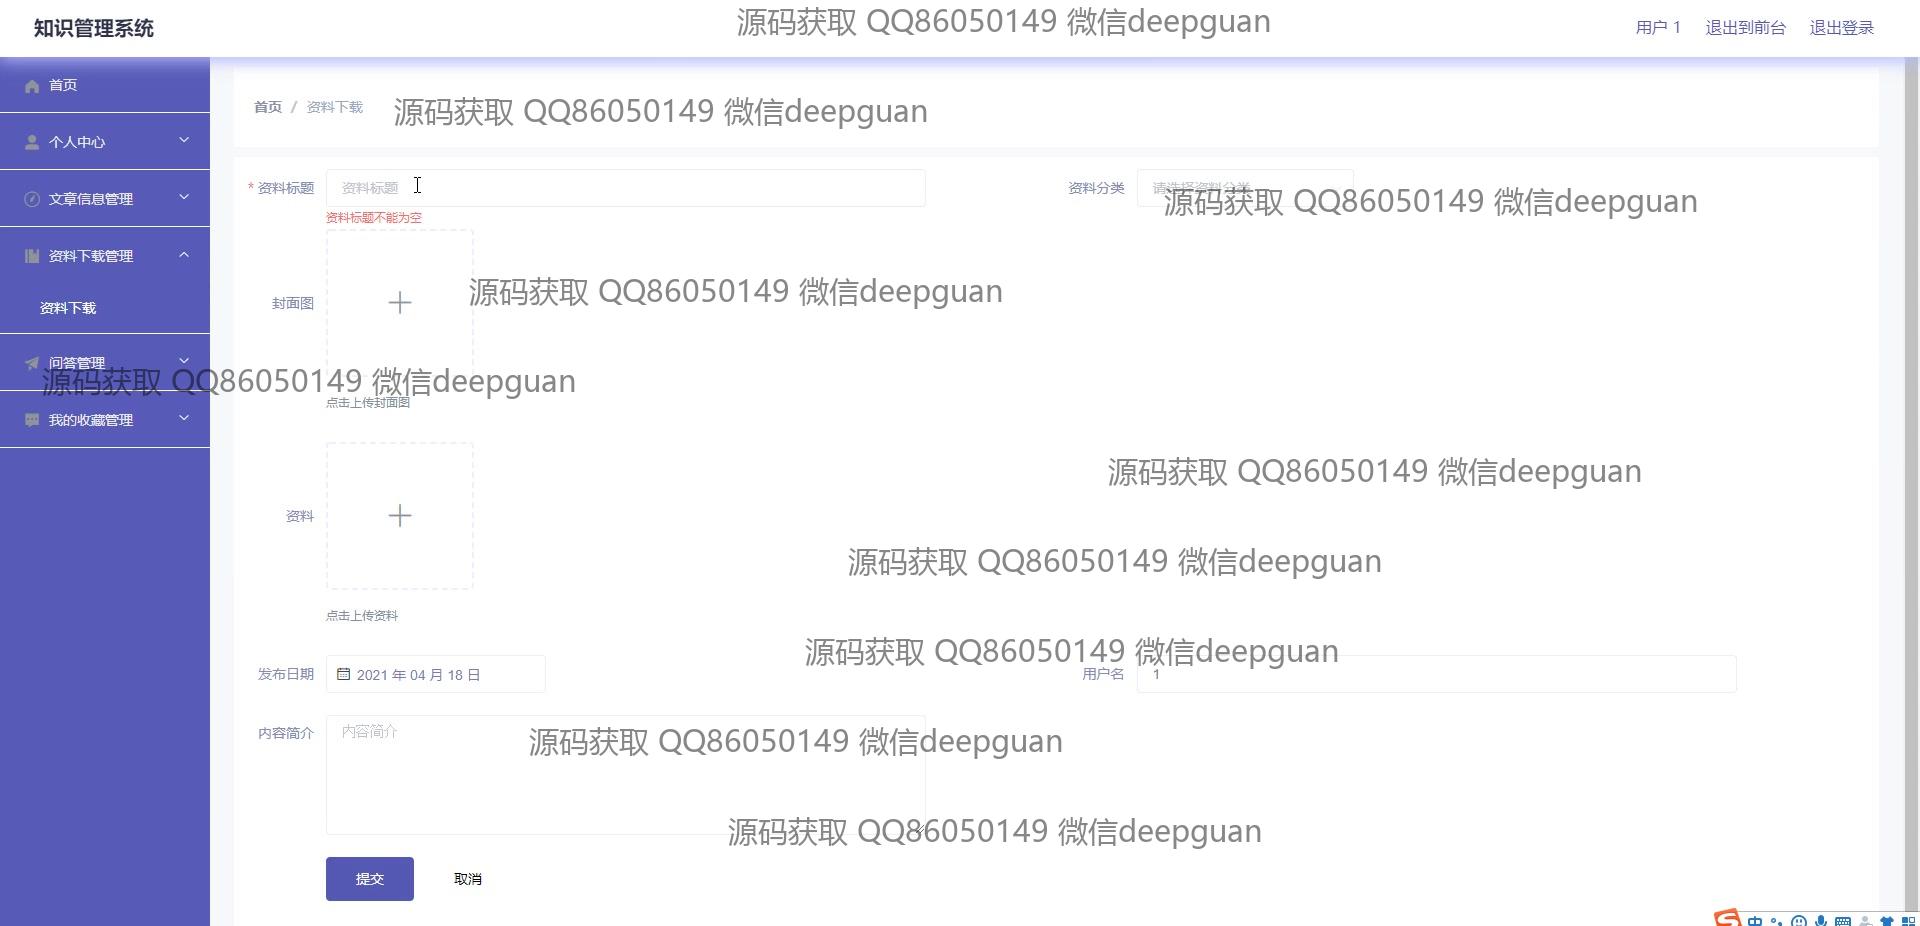 知识管理系统
源码获取 QQ86050149 微信deepguan
用户 1 退出到前台 退出登录
首页
首页 / 资料下载
源码获取 QQ86050149 微信deepguan
个人中心
* 资料标题 资料标题
资料分类 请选择资料分类
源码获取 QQ86050149 微信deepguan
文章信息管理
资料标题不能为空
资料下载管理
源码获取 QQ86050149 微信deepguan
封面图
资料下载
问答管理
源码获取 QQ86050149 微信deepguan
点击上传封面图
我的收藏管理
源码获取 QQ86050149 微信deepguan
资料
源码获取 QQ86050149 微信deepguan
点击上传资料
源码获取 QQ86050149 微信deepguan
发布日期 2021 年 04 月 18 日
用户名 1
内容简介 内容简介
源码获取 QQ86050149 微信deepguan
源码获取 QQ86050149 微信deepguan
提交 取消
中